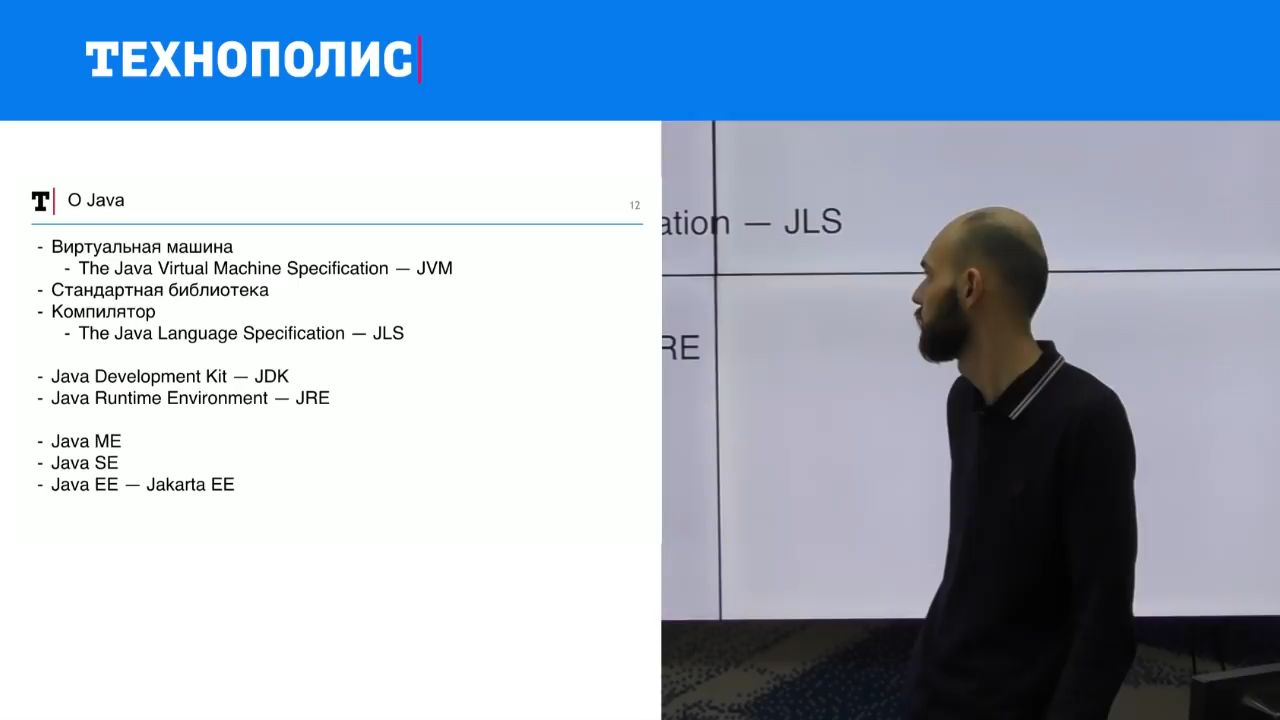 ТЕХНОПОЛИС
T О Java
12
- Виртуальная машина
- The Java Virtual Machine Specification — JVM
- Стандартная библиотека
- Компилятор
- The Java Language Specification — JLS
- Java Development Kit — JDK
- Java Runtime Environment — JRE
- Java ME
- Java SE
- Java EE — Jakarta EE
ation — JLS
RE